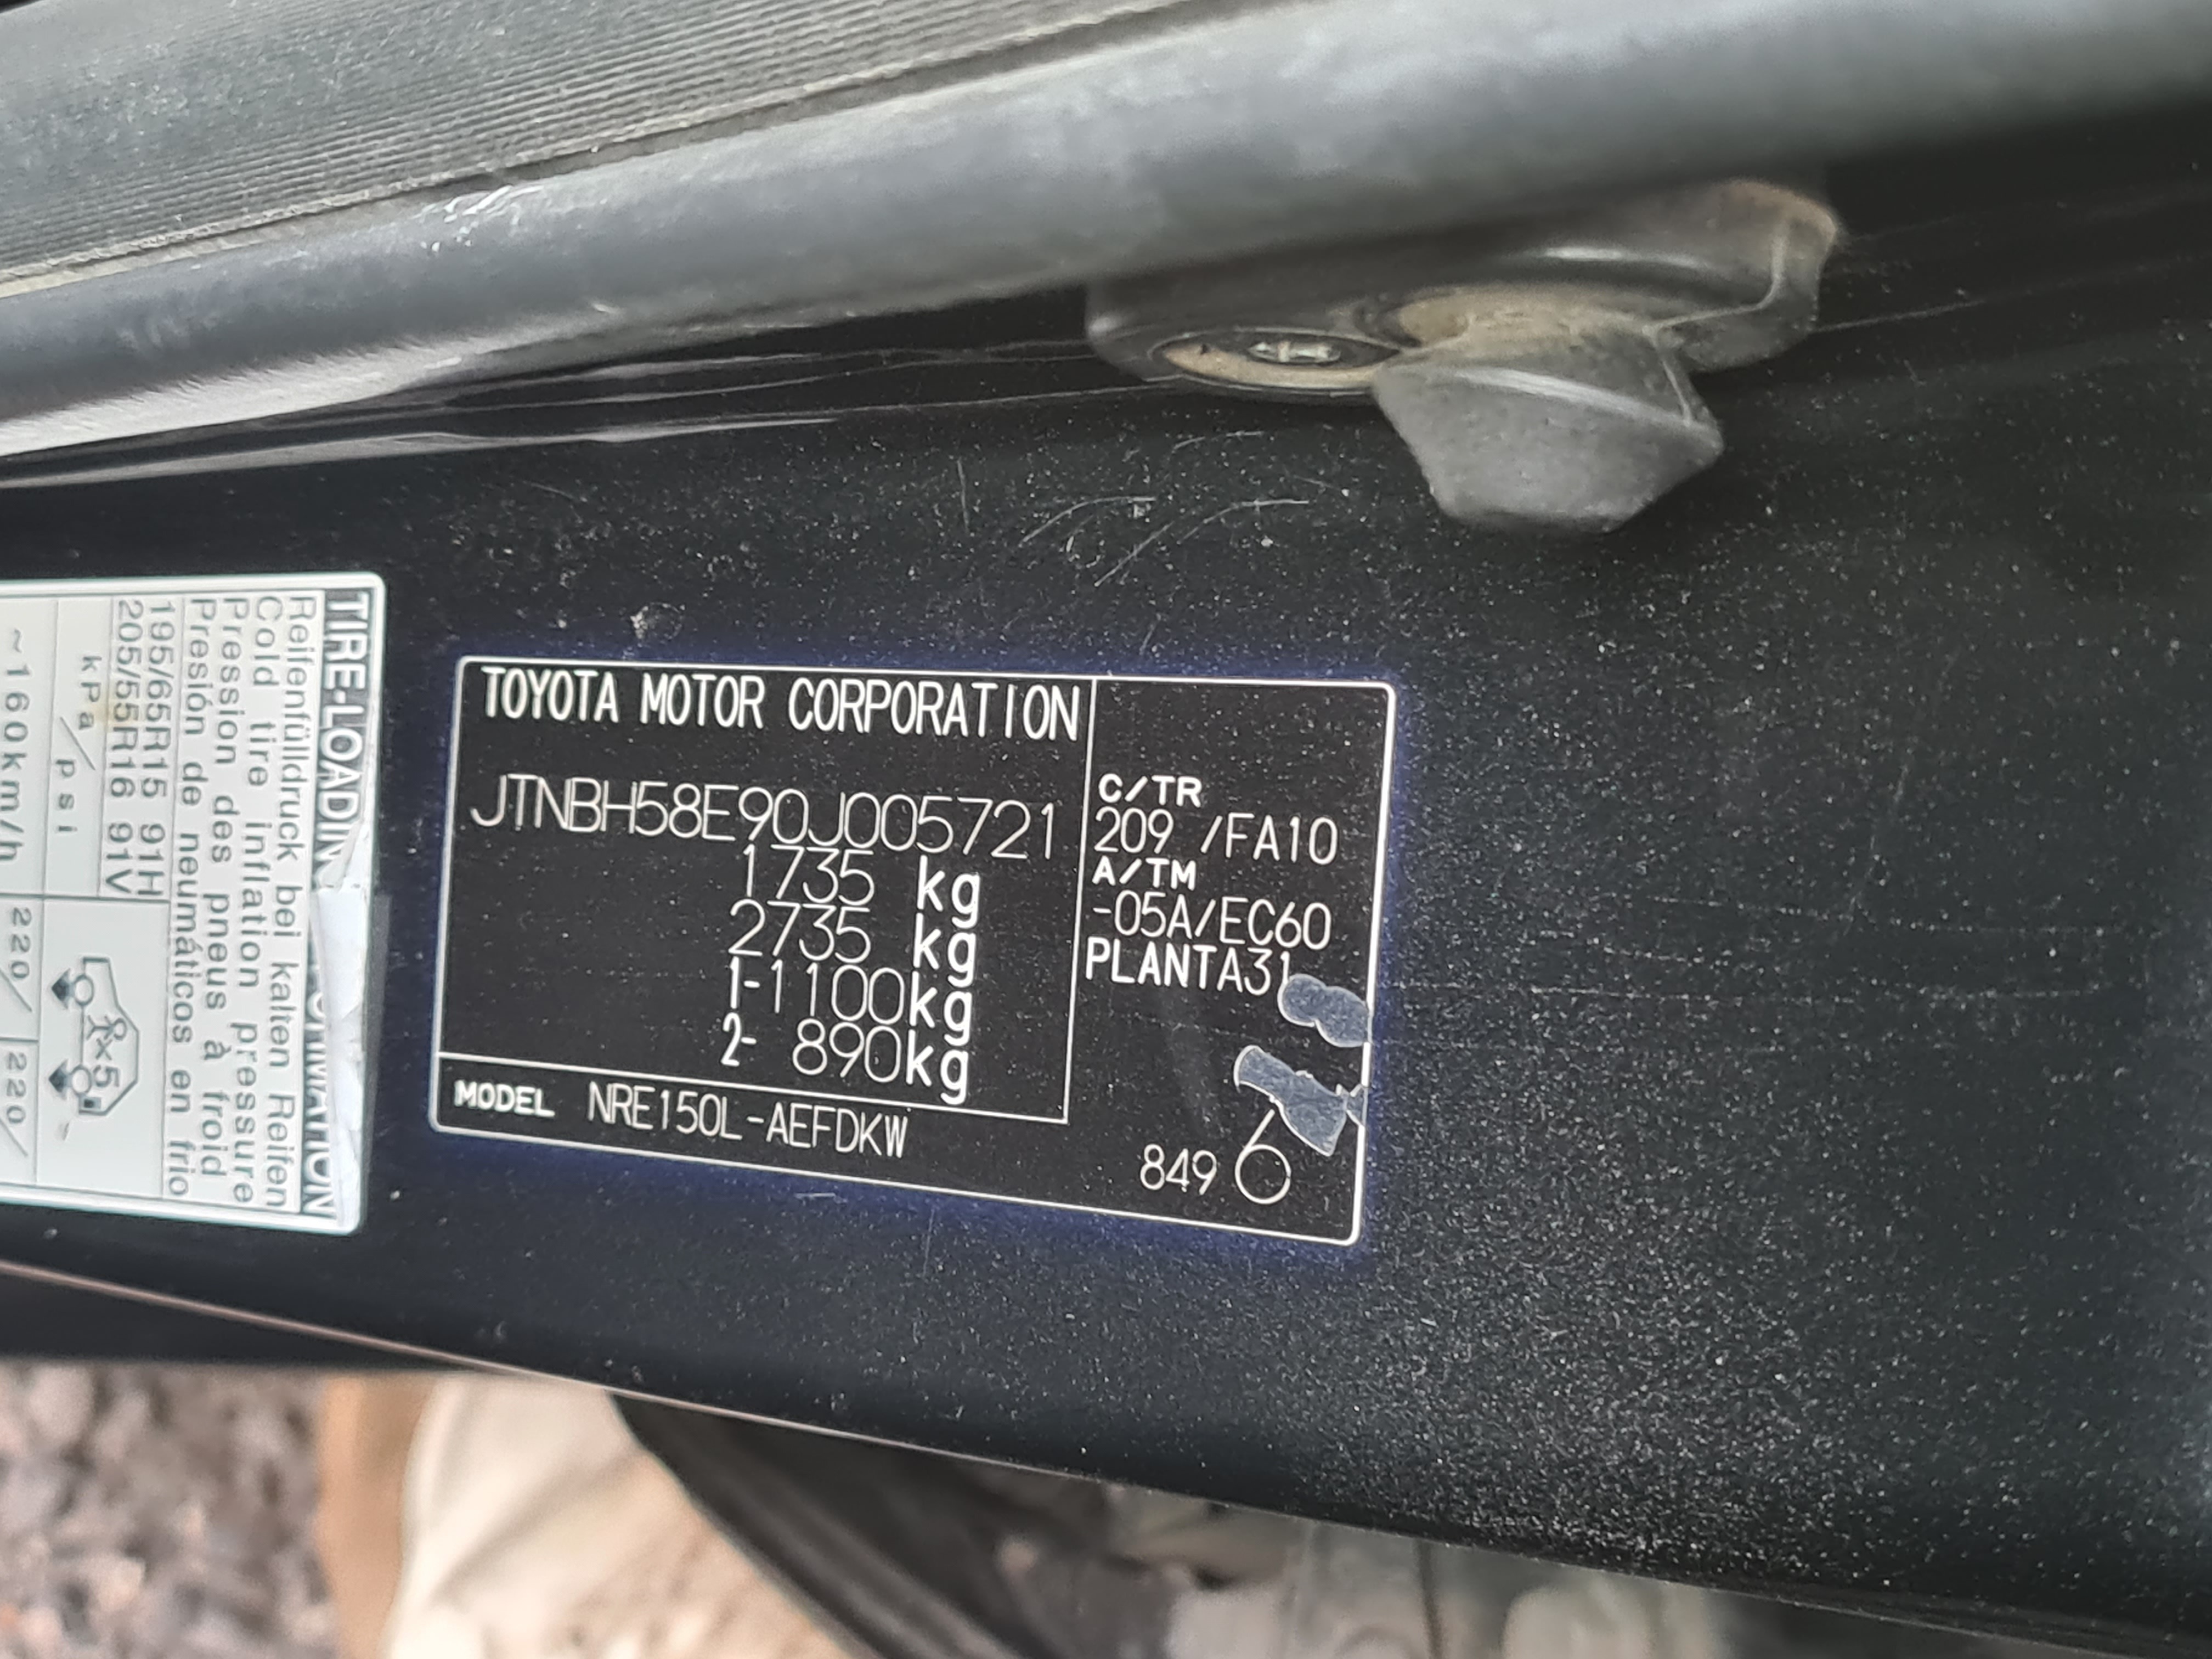 TOYOTA MOTOR CORPORATION
JTNBH58E90J005721
1735 kg
2735 kg
1-1100kg
2- 890kg
MODEL NRE150L-AEFDKW
C/TR
209 /FA10
A/TM
-05A/EC60
PLANTA31
849 6
TIRE-LOADIN
Reifenfülldruck bei kalten Reifen
Cold tire inflation pressure
Pression des pneus à froid
Presión de neumáticos en frio
195/65R15 91H
205/55R16 91V
kPa/psi
×5
~160km/h 220/ 220/